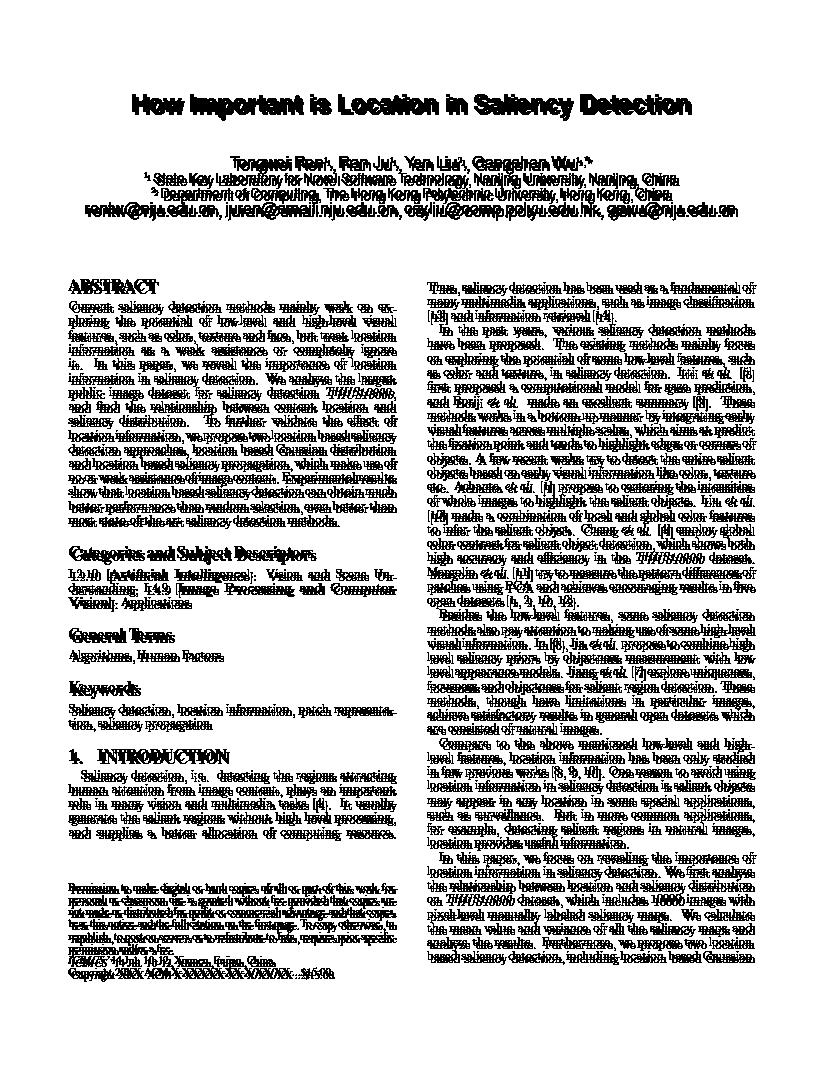 How Important is Location in Saliency Detection
Tongwei Ren¹, Ran Ju¹, Yan Liu², Gangshan Wu¹,*
¹ State Key Laboratory for Novel Software Technology, Nanjing University, Nanjing, China
² Department of Computing, The Hong Kong Polytechnic University, Hong Kong, China
rentw@nju.edu.cn, juran@smail.nju.edu.cn, csyliu@comp.polyu.edu.hk, gswu@nju.edu.cn
ABSTRACT
Current saliency detection methods mainly work on ex-
ploring the potential of low-level and high-level visual
features, such as color, texture and face, but treat location
information as a weak assistance or completely ignore
it. In this paper, we reveal the importance of location
information in saliency detection. We analyze the largest
public image dataset for saliency detection THUS10000,
and find the relationship between content location and
saliency distribution. To further validate the effect of
location information, we propose two location based saliency
detection approaches, location based Gaussian distribution
and location based saliency propagation, which make use of
no or weak assistance of image content. Experimental results
show that location based saliency detection can obtain much
better performance than random selection, even better than
most state-of-the-art saliency detection methods.
Categories and Subject Descriptors
I.2.10 [Artificial Intelligence]: Vision and Scene Un-
derstanding; I.4.9 [Image Processing and Computer
Vision]: Applications
General Terms
Algorithms, Human Factors
Keywords
Saliency detection, location information, patch representa-
tion, saliency propagation
1. INTRODUCTION
Saliency detection, i.e. detecting the regions attracting
human attention from image contents, plays an important
role in many vision and multimedia tasks [4]. It usually
generate the salient regions without high level processing,
and supplies a better allocation of computing resource.
Permission to make digital or hard copies of all or part of this work for
personal or classroom use is granted without fee provided that copies are
not made or distributed for profit or commercial advantage and that copies
bear this notice and the full citation on the first page. To copy otherwise, to
republish, to post on servers or to redistribute to lists, requires prior specific
permission and/or a fee.
ICIMCS '14 Jul. 10-12, Xiamen, Fujian, China
Copyright 20XX ACM X-XXXXX-XX-X/XX/XX ...$15.00.
Thus, saliency detection has been used as a fundamental of
many multimedia applications, such as image classification
[13] and information retrieval [14].
In the past years, various saliency detection methods
have been proposed. The existing methods mainly focus
on exploring the potential of some low-level features, such
as color and texture, in saliency detection. Itti et al. [5]
first proposed a computational model for gaze prediction,
and Borji et al. made an excellent summary [3]. These
methods works in a bottom-up manner by integrating early
visual features across multiple scales, which aims at predict
the fixation point and tends to highlight edges or corners of
objects. A few recent works try to detect the entire salient
objects based on early visual information like color, texture
etc. Achanta et al. [1] propose to centering the intensities
of whole images to highlight the salient objects. Liu et al.
[10] made a combination of local and global color features
to infer the salient object. Cheng et al. [4] employ global
color contrast for salient object detection, which shows both
high accuracy and efficiency in the THUS10000 dataset.
Margolin et al. [11] try to measure the pattern differences of
patches using PCA and achieves encouraging results in five
open datasets
Besides the low-level features, some saliency detection
methods also pay attention to making use of some high level
visual information. In [6], Jia et al. propose to combine high
level saliency priors by objectness measurement with low
level appearance models. Jiang et al. [7] explore uniqueness,
focusness and objectness for salient region detection. These
methods, though have limitations in particular images,
achieve satisfactory results in general open datasets which
are consisted of natural images.
Compare to the above mentioned low-level and high-
level features, location information has been only studied
in few previous works [8, 9, 10]. One reason to avoid using
location information in saliency detection is salient objects
may appear in any location in some special applications,
such as surveillance. But in more common applications,
for example, detecting salient regions in natural images,
location provides useful information.
In this paper, we focus on revealing the importance of
location information in saliency detection. We first analyze
the relationship between location and saliency distribution
on THUS10000 dataset, which includes 10000 images with
pixel-level manually labeled saliency maps. We calculate
the mean value and variance of all the saliency maps and
analyze the results. Furthermore, we propose two location
based saliency detection, including location based Gaussian